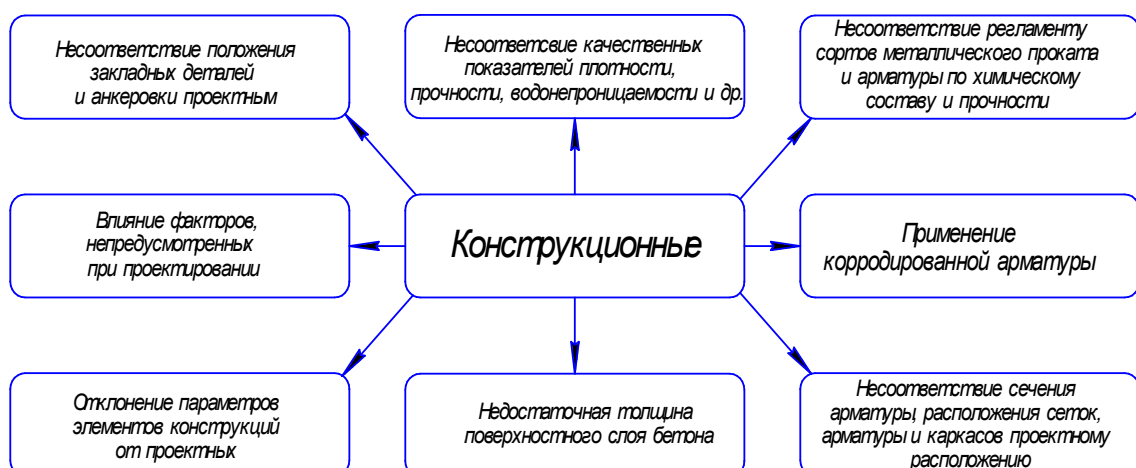 Несоответствие положения
закладных деталей
и анкеровки проектным
Несоответсвие качественных
показателей плотности,
прочности, водонепроницаемости и др.
Несоответствие регламенту
сортов металлического проката
и арматуры по химическому
составу и прочности
Влияние факторов,
непредусмотренных
при проектировании
Конструкционные
Применение
корродированной арматуры
Отклонение параметров
элементов конструкций
от проектных
Недостаточная толщина
поверхностного слоя бетона
Несоответствие сечения
арматуры, расположения сеток,
арматуры и каркасов проектному
расположению